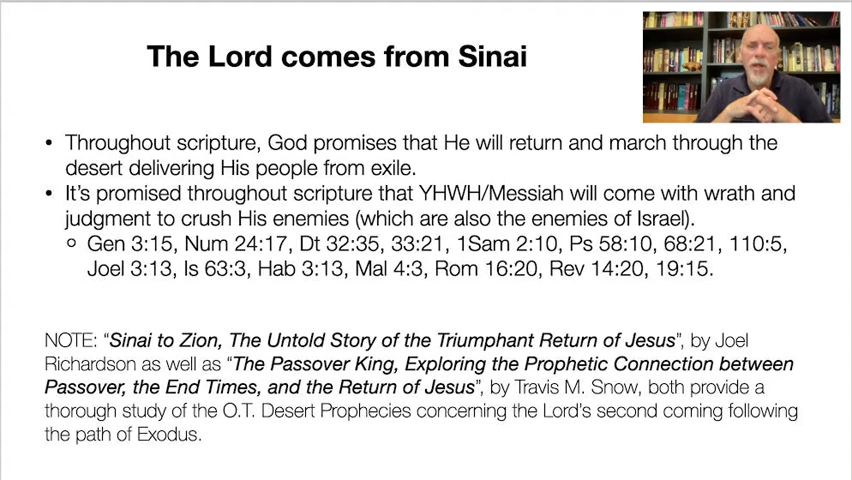 The Lord comes from Sinai
• Throughout scripture, God promises that He will return and march through the
desert delivering His people from exile.
• It's promised throughout scripture that YHWH/Messiah will come with wrath and
judgment to crush His enemies (which are also the enemies of Israel).
○ Gen 3:15, Num 24:17, Dt 32:35, 33:21, 1Sam 2:10, Ps 58:10, 68:21, 110:5,
Joel 3:13, Is 63:3, Hab 3:13, Mal 4:3, Rom 16:20, Rev 14:20, 19:15.
NOTE: “Sinai to Zion, The Untold Story of the Triumphant Return of Jesus”, by Joel
Richardson as well as “The Passover King, Exploring the Prophetic Connection between
Passover, the End Times, and the Return of Jesus”, by Travis M. Snow, both provide a
thorough study of the O.T. Desert Prophecies concerning the Lord's second coming following
the path of Exodus.